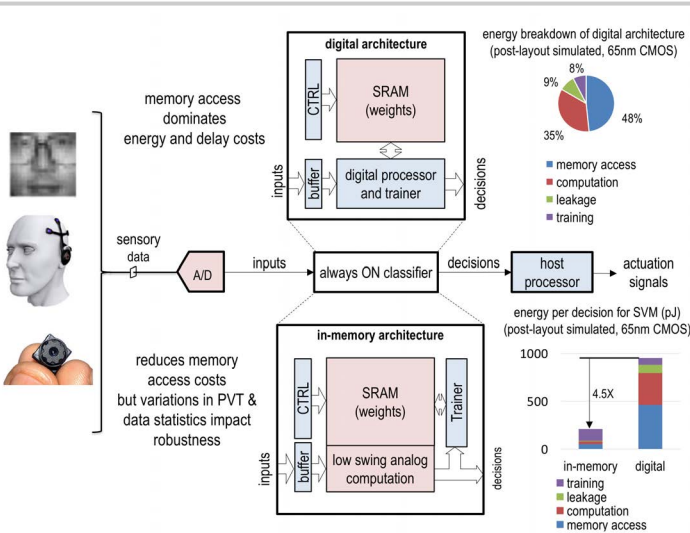 digital architecture
CTRL
SRAM
(weights)
inputs
buffer
digital processor
and trainer
decisions
energy breakdown of digital architecture
(post-layout simulated, 65nm CMOS)
8%
9%
35%
48%
memory access
computation
leakage
training
memory access
dominates
energy and delay costs
sensory
data
A/D
inputs
always ON classifier
decisions
host
processor
actuation
signals
reduces memory
access costs
but variations in PVT &
data statistics impact
robustness
in-memory architecture
CTRL
SRAM
(weights)
Trainer
inputs
buffer
low swing analog
computation
decisions
energy per decision for SVM (pJ)
(post-layout simulated, 65nm CMOS)
1000
500
0
4.5X
in-memory
digital
training
leakage
computation
memory access